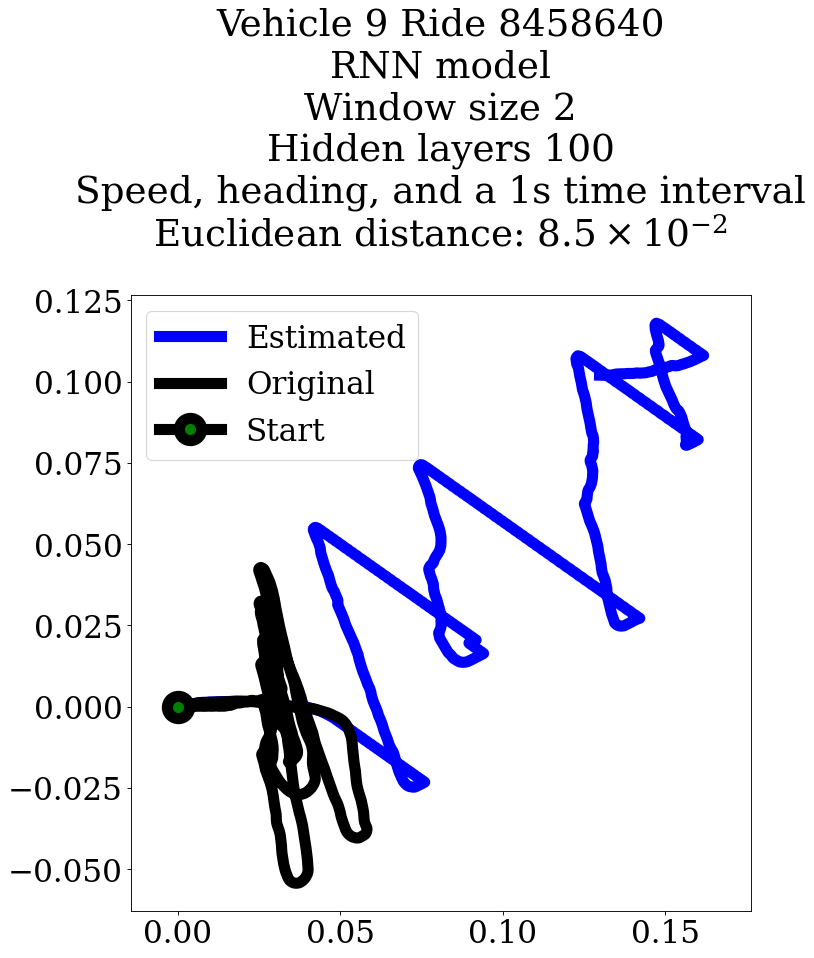 Vehicle 9 Ride 8458640
RNN model
Window size 2
Hidden layers 100
Speed, heading, and a 1s time interval
Euclidean distance: 8.5 × 10⁻²
0.125
0.100
0.075
0.050
0.025
0.000
−0.025
−0.050
Estimated
Original
Start
0.00 0.05 0.10 0.15